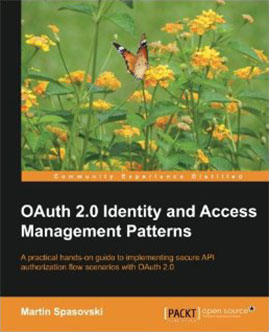 Community Experience Distilled
OAuth 2.0 Identity and Access
Management Patterns
A practical hands-on guide to implementing secure API
authorization flow scenarios with OAuth 2.0
Martin Spasovski
[PACKT] open source
PUBLISHING